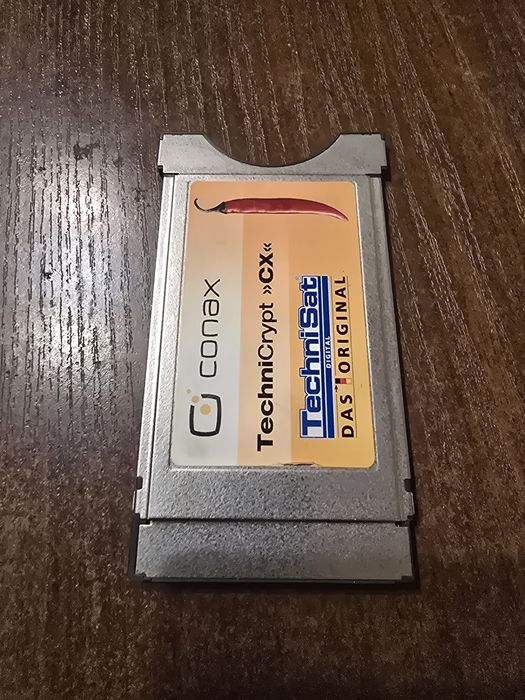 conax
TechniCrypt »CX«
TechniSat®
DIGITAL
DAS ORIGINAL